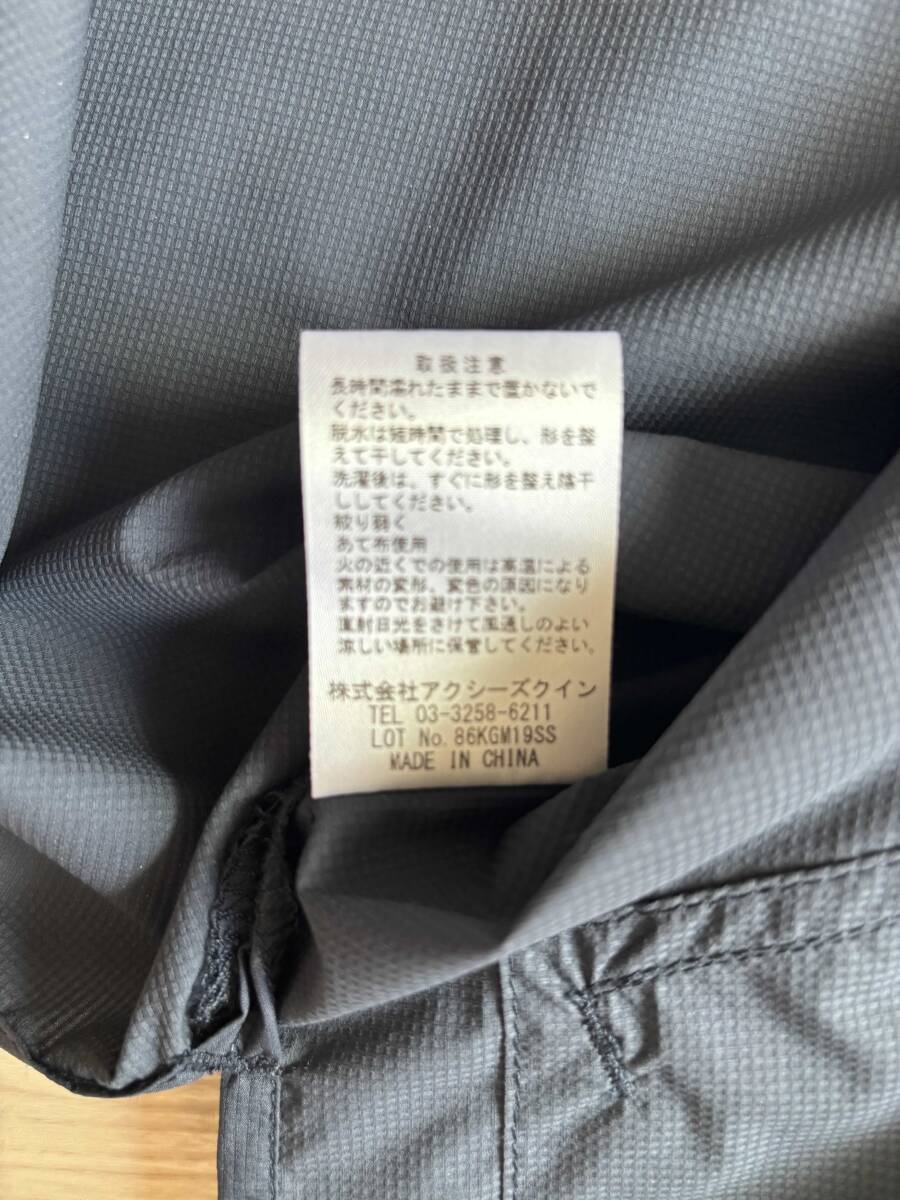 取扱注意
長時間濡れたままで置かないで
ください。
脱水は短時間で処理し、形を整
えて干してください。
洗濯後は、すぐに形を整え陰干
ししてください。
絞り弱く
あて布使用
火の近くでの使用は高温による
素材の変形、変色の原因になり
ますのでお避け下さい。
直射日光をさけて風通しのよい
涼しい場所に保管してください。
株式会社アクシーズクイン
TEL 03-3258-6211
LOT No. 86KGM19SS
MADE IN CHINA